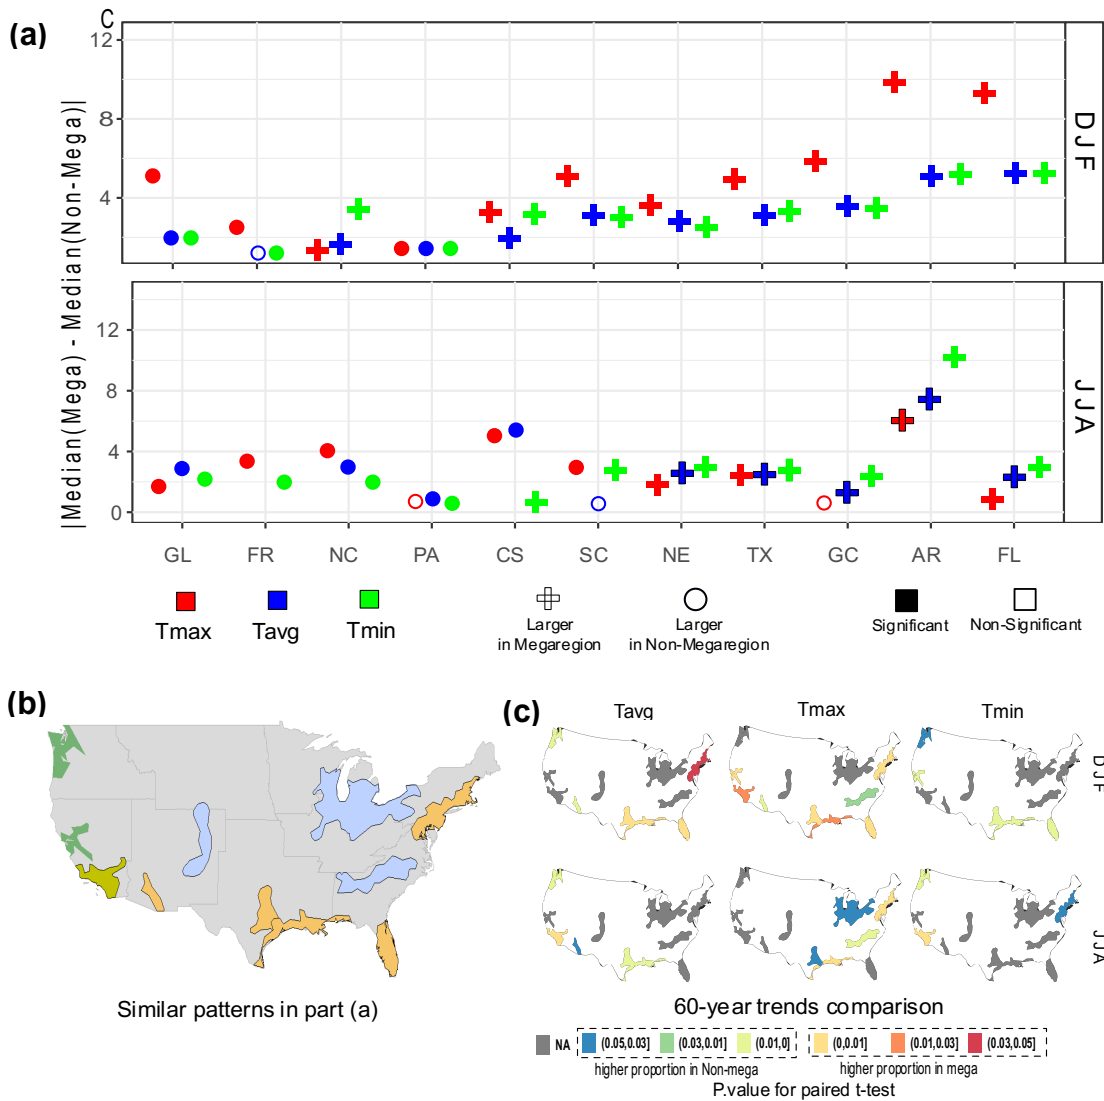 (a)
C
|Median(Mega) - Median(Non-Mega)|
12
8
4
DJF
12
8
4
0
JJA
GL FR NC PA CS SC NE TX GC AR FL
Tmax Tavg Tmin
Larger in Megaregion
Larger in Non-Megaregion
Significant
Non-Significant
(b)
Similar patterns in part (a)
(c)
Tavg Tmax Tmin
DJF
JJA
60-year trends comparison
NA (0.05,0.03] (0.03,0.01] (0.01,0] (0,0.01] (0.01,0.03] (0.03,0.05]
higher proportion in Non-mega higher proportion in mega
P.value for paired t-test